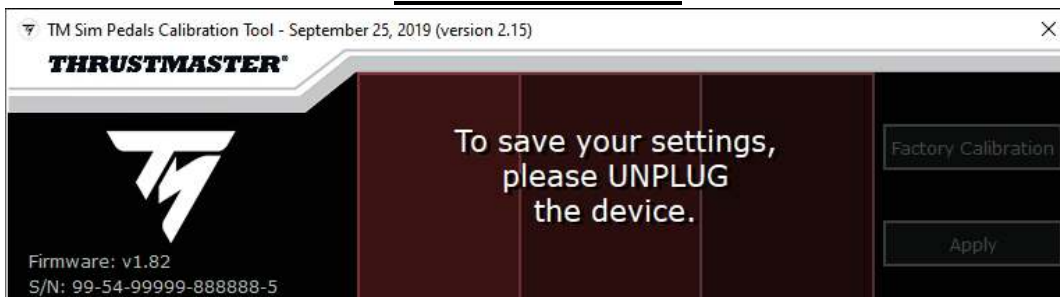 TM Sim Pedals Calibration Tool - September 25, 2019 (version 2.15)
THRUSTMASTER®
To save your settings,
please UNPLUG
the device.
Factory Calibration
Apply
Firmware: v1.82
S/N: 99-54-99999-888888-5